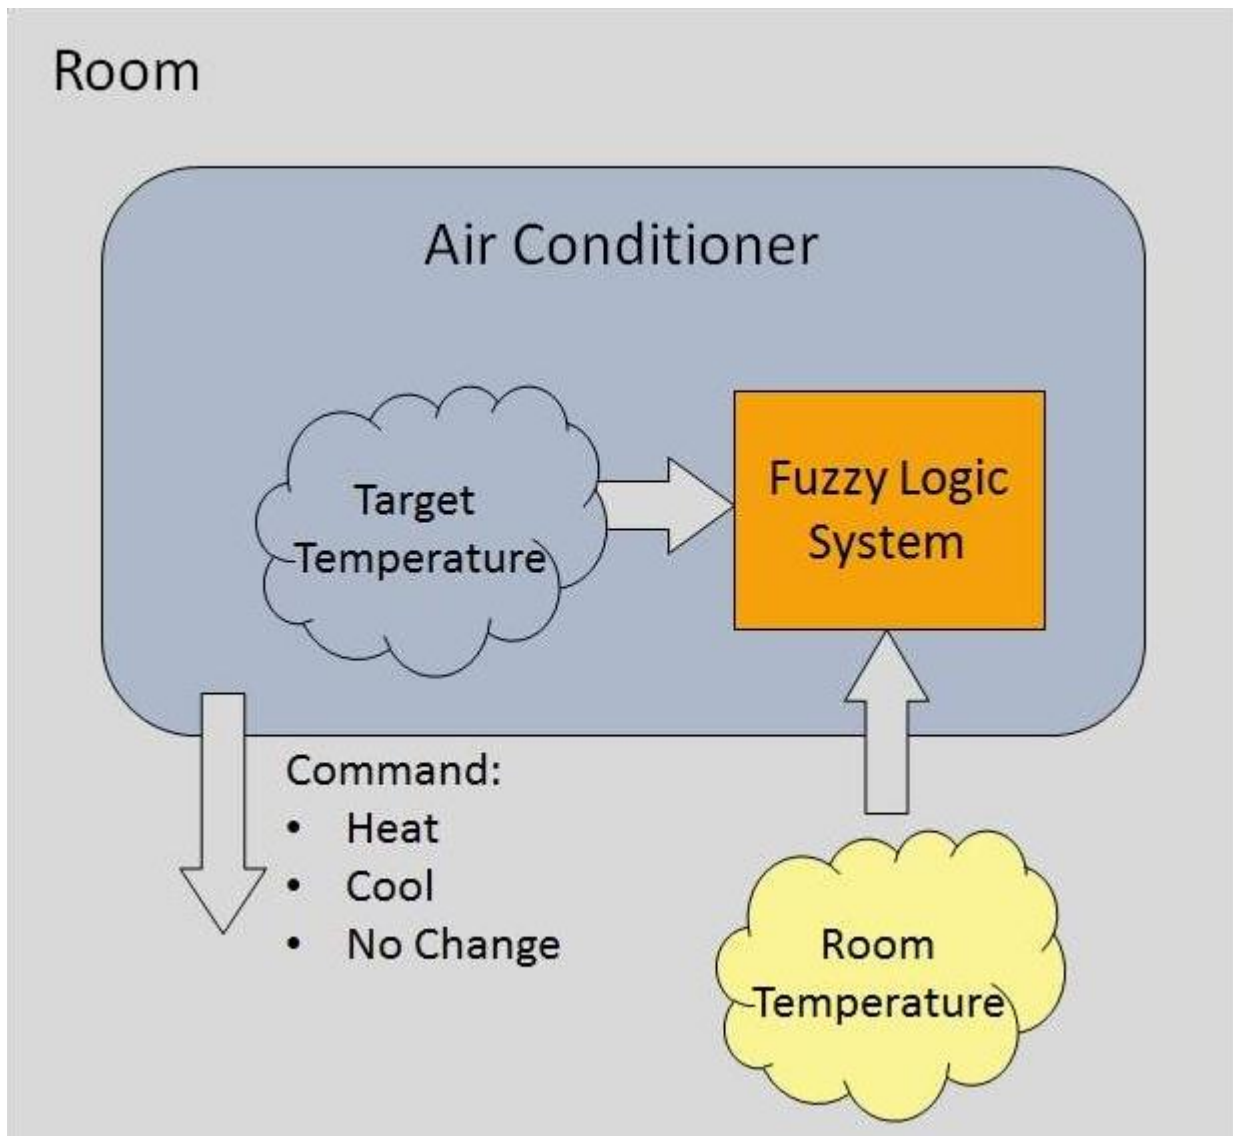 Room
Air Conditioner
Target
Temperature
Fuzzy Logic
System
Command:
• Heat
• Cool
• No Change
Room
Temperature